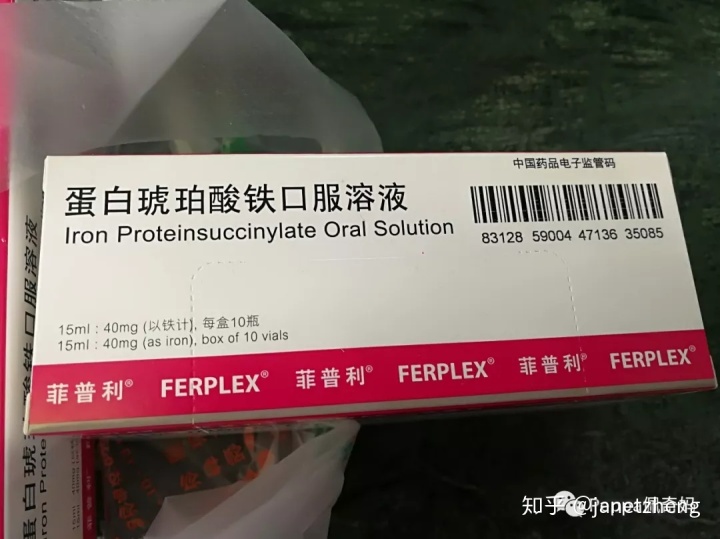 中国药品电子监管码
蛋白琥珀酸铁口服溶液
Iron Proteinsuccinylate Oral Solution
83128 59004 47136 35085
15ml : 40mg (以铁计), 每盒10瓶
15ml : 40mg (as iron), box of 10 vials
菲普利® FERPLEX® 菲普利® FERPLEX® 菲普利® FERPLEX®
知乎 @janetzheng